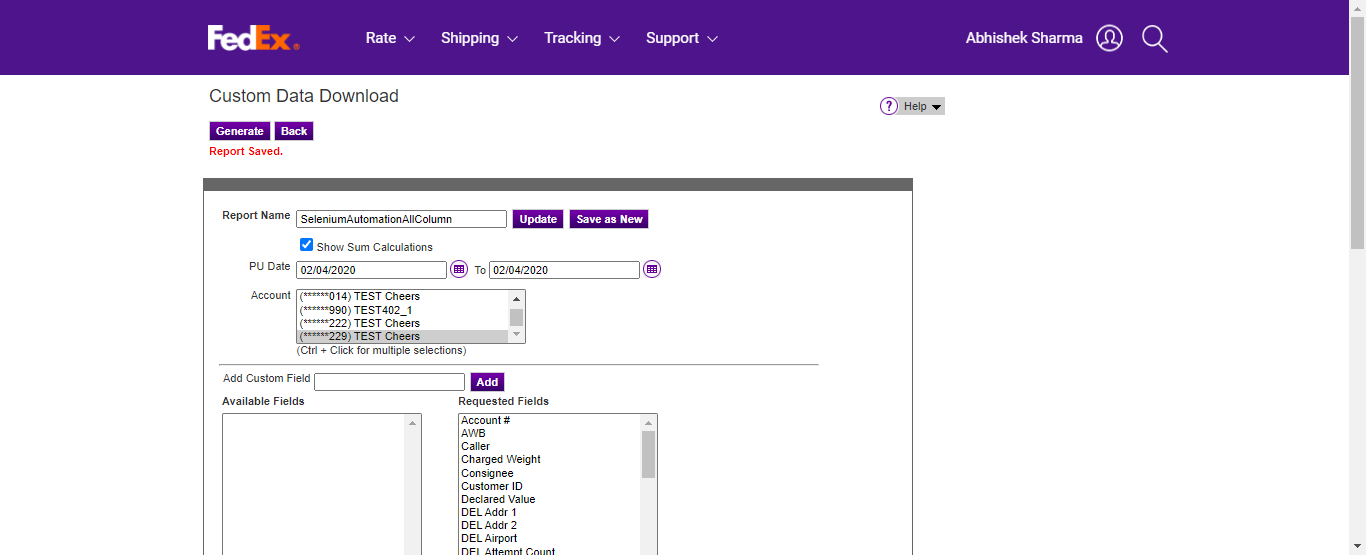 FedEx®
Rate Shipping Tracking Support Abhishek Sharma
Custom Data Download
? Help
Generate Back
Report Saved.
Report Name SeleniumAutomationAllColumn Update Save as New
Show Sum Calculations
PU Date 02/04/2020 To 02/04/2020
Account (******014) TEST Cheers
(******990) TEST402_1
(******222) TEST Cheers
(******229) TEST Cheers
(Ctrl + Click for multiple selections)
Add Custom Field Add
Available Fields Requested Fields
Account #
AWB
Caller
Charged Weight
Consignee
Customer ID
Declared Value
DEL Addr 1
DEL Addr 2
DEL Airport
DEL Attempt Count